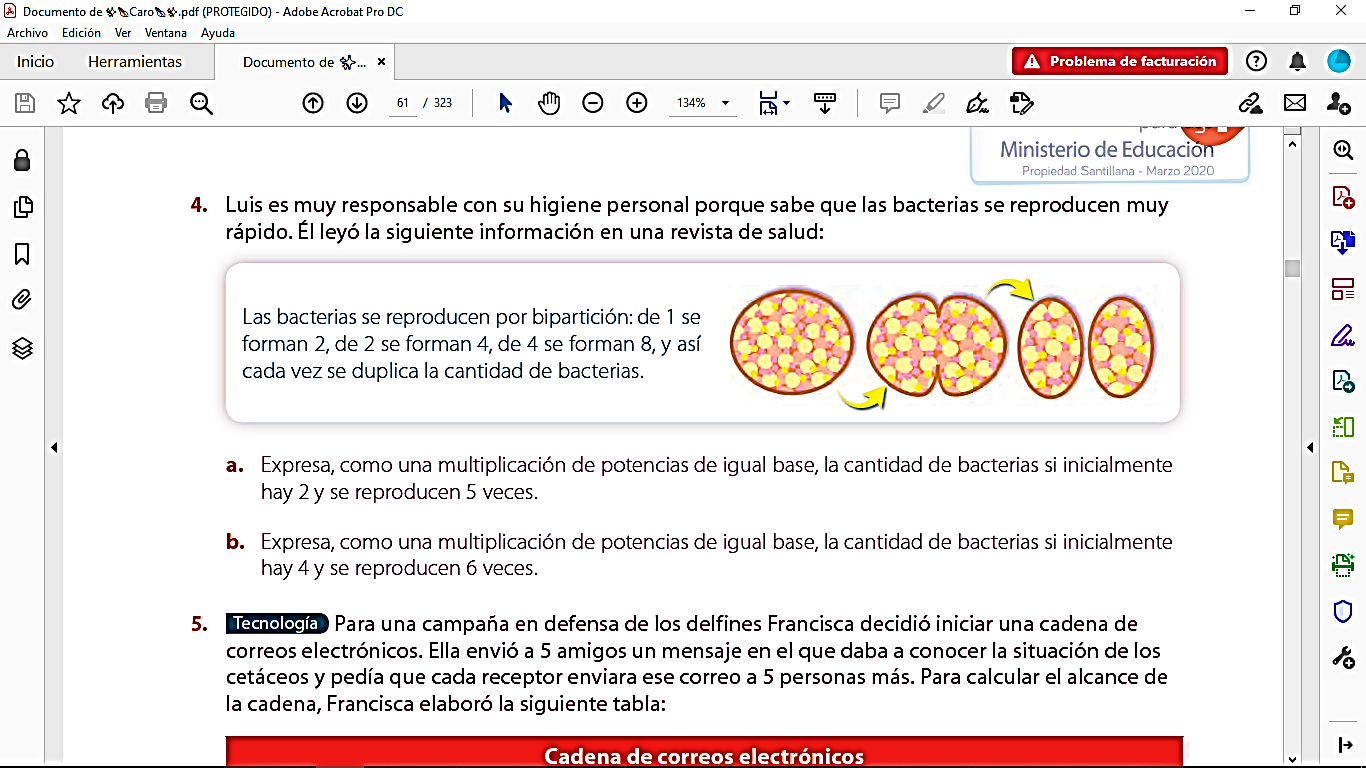 Documento de Caro.pdf (PROTEGIDO) - Adobe Acrobat Pro DC
Archivo Edición Ver Ventana Ayuda
Inicio Herramientas Documento de ... ×
Problema de facturación
61 / 323 134%
para
Ministerio de Educación
Propiedad Santillana - Marzo 2020
4. Luis es muy responsable con su higiene personal porque sabe que las bacterias se reproducen muy
rápido. Él leyó la siguiente información en una revista de salud:
Las bacterias se reproducen por bipartición: de 1 se
forman 2, de 2 se forman 4, de 4 se forman 8, y así
cada vez se duplica la cantidad de bacterias.
a. Expresa, como una multiplicación de potencias de igual base, la cantidad de bacterias si inicialmente
hay 2 y se reproducen 5 veces.
b. Expresa, como una multiplicación de potencias de igual base, la cantidad de bacterias si inicialmente
hay 4 y se reproducen 6 veces.
5. Tecnología Para una campaña en defensa de los delfines Francisca decidió iniciar una cadena de
correos electrónicos. Ella envió a 5 amigos un mensaje en el que daba a conocer la situación de los
cetáceos y pedía que cada receptor enviara ese correo a 5 personas más. Para calcular el alcance de
la cadena, Francisca elaboró la siguiente tabla:
Cadena de correos electrónicos